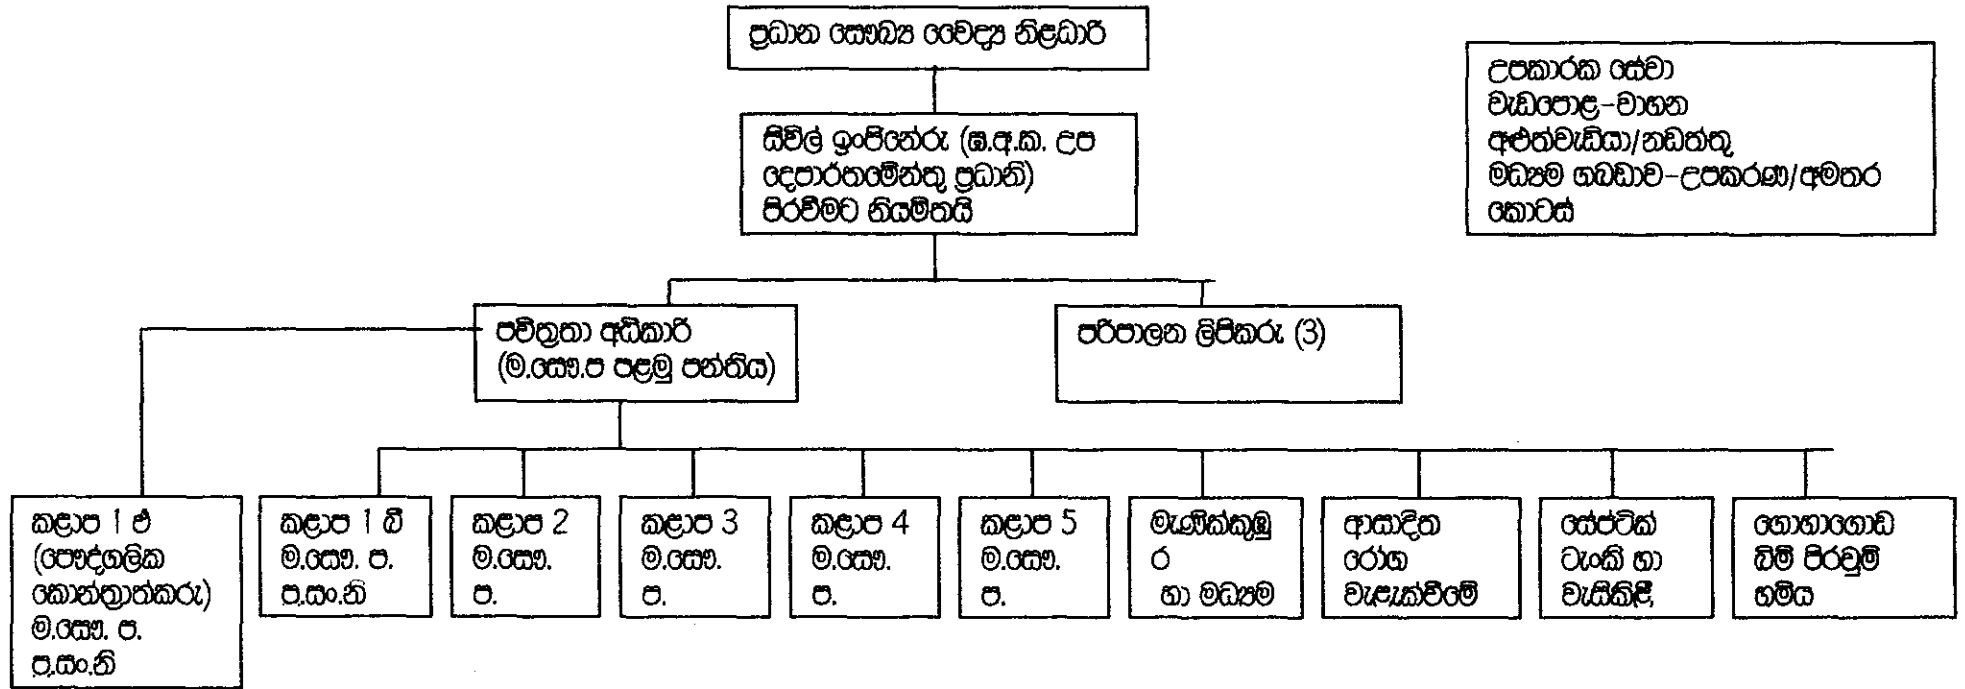 ප්‍රධාන සෞඛ්‍ය වෛද්‍ය නිළධාරි
උපකාරක සේවා
වැඩපොළ-වාහන
අළුත්වැඩියා/නඩත්තු
මධ්‍යම ගබඩාව-උපකරණ/අමතර
කොටස්
සිවිල් ඉංජිනේරු (ඝ.අ.ක. උප
දෙපාර්තමේන්තු ප්‍රධානි)
පිරවීමට නියමිතයි
පවිත්‍රතා අධිකාරි
(ම.සෞ.ප පළමු පන්තිය)
පරිපාලන ලිපිකරු (3)
කළාප 1 ඒ
(පෞද්ගලික
කොන්ත්‍රාත්කරු)
ම.සෞ. ප.
ප.සං.නි
කළාප 1 බී
ම.සෞ. ප.
ප.සං.නි
කළාප 2
ම.සෞ.
ප.
කළාප 3
ම.සෞ.
ප.
කළාප 4
ම.සෞ.
ප.
කළාප 5
ම.සෞ.
ප.
මැණික්කුඹු
ර
හා මධ්‍යම
ආසාදිත
රෝග
වැළැක්වීමේ
සේප්ටික්
ටැංකි හා
වැසිකිළි
ගොහාගොඩ
බිම් පිරවුම්
භූමිය